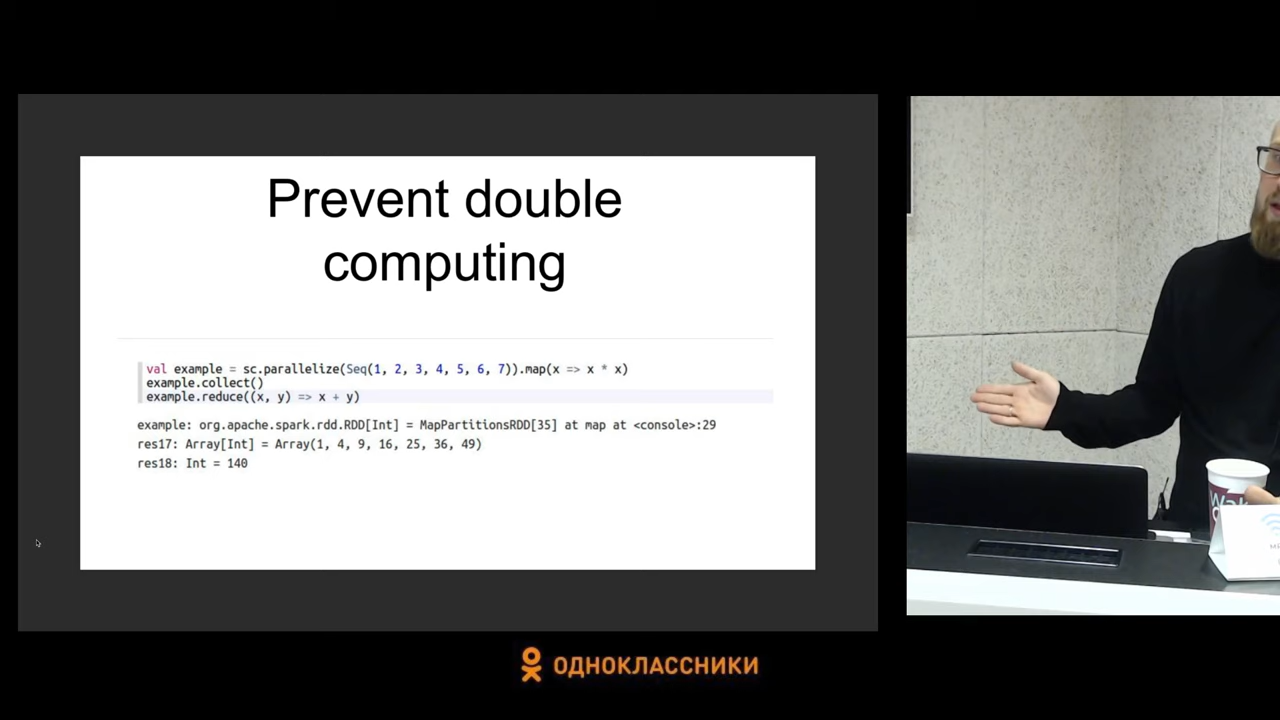 Prevent double
computing
val example = sc.parallelize(Seq(1, 2, 3, 4, 5, 6, 7)).map(x => x * x)
example.collect()
example.reduce((x, y) => x + y)
example: org.apache.spark.rdd.RDD[Int] = MapPartitionsRDD[35] at map at <console>:29
res17: Array[Int] = Array(1, 4, 9, 16, 25, 36, 49)
res18: Int = 140
ОДНОКЛАССНИКИ